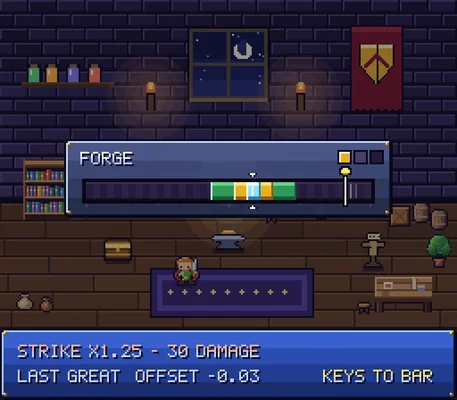 FORGE
STRIKE X1.25 - 30 DAMAGE
LAST GREAT OFFSET -0.03 KEYS TO BAR